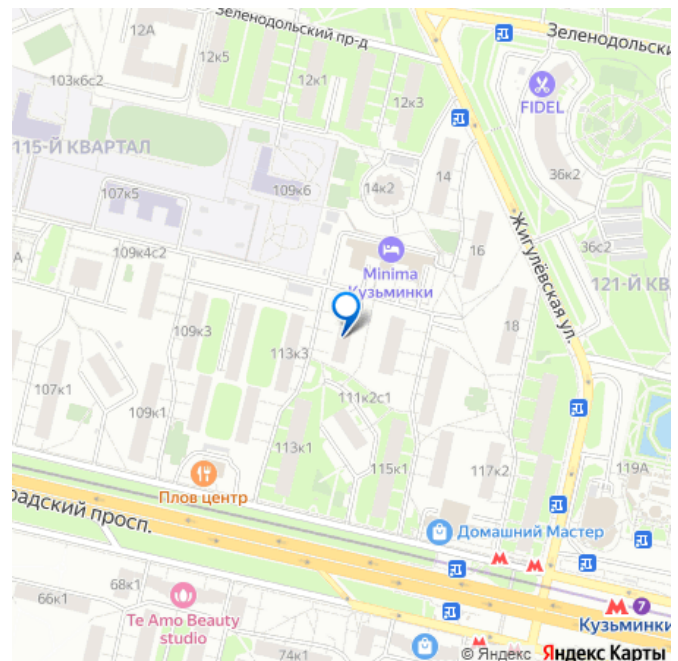 Зеленодольский пр-д
12А
Зеленодольски
12к5
103к6с2
12к1
12к3
FIDEL
115-Й КВАРТАЛ
36к2
14
107к5
109к6
14к2
Жигулёвская ул.
16
36с2
109к4с2
А
Minima
Кузьминки
121-Й КВ
18
109к3
113к3
107к1
111к2с1
109к1
113к1
115к1
117к2
119А
Плов центр
радский просп.
Домашний Мастер
68к1
66к1
7
Te Amo Beauty
studio
Кузьминки
74к1
© Яндекс Яндекс Карты